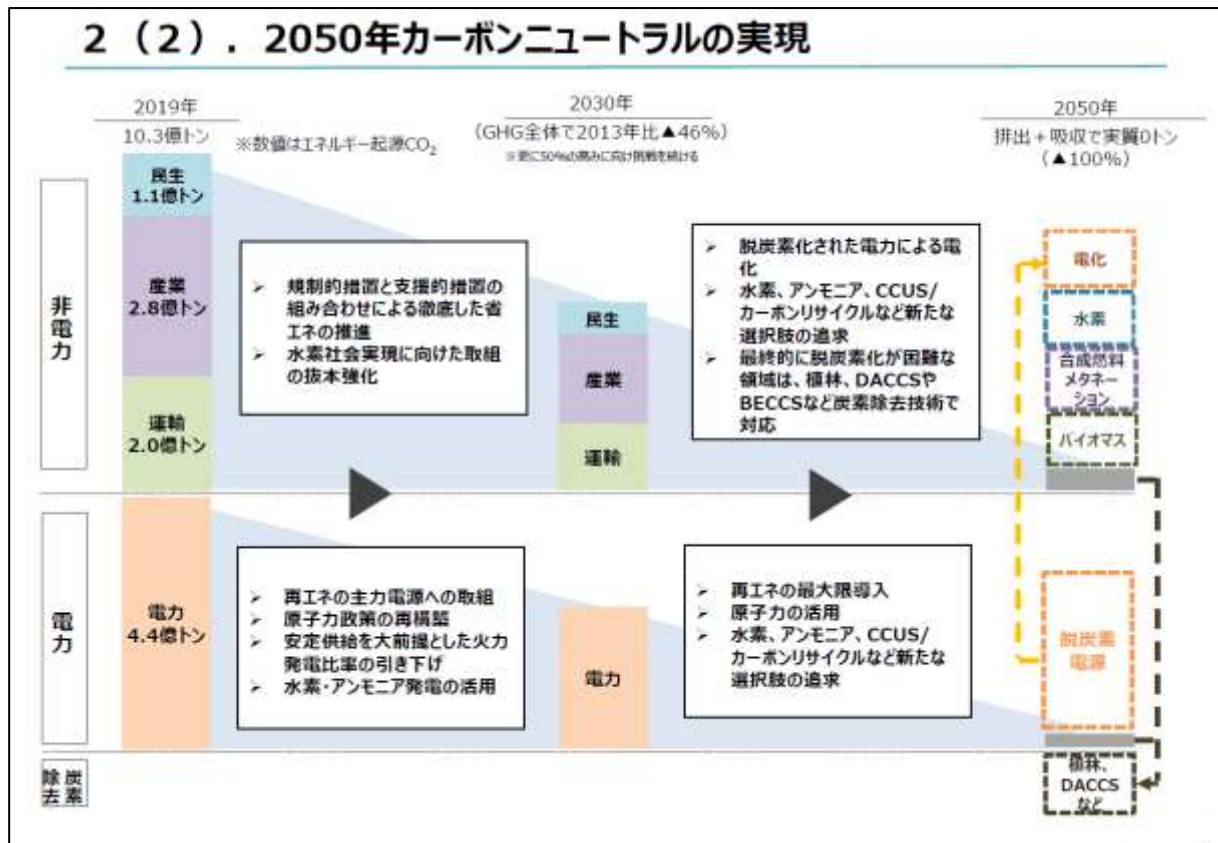 2（2）．2050年カーボンニュートラルの実現
2019年
10.3億トン
※数値はエネルギー起源CO₂
2030年
（GHG全体で2013年比▲46%）
※更に50%の高みに向け挑戦を続ける
2050年
排出＋吸収で実質0トン
（▲100%）
非電力
民生
1.1億トン
産業
2.8億トン
運輸
2.0億トン
➢ 規制的措置と支援的措置の
組み合わせによる徹底した省
エネの推進
➢ 水素社会実現に向けた取組
の抜本強化
民生
産業
運輸
➢ 脱炭素化された電力による電
化
➢ 水素、アンモニア、CCUS/
カーボンリサイクルなど新たな
選択肢の追求
➢ 最終的に脱炭素化が困難な
領域は、植林、DACCSや
BECCSなど炭素除去技術で
対応
電化
水素
合成燃料
メタネー
ション
バイオマス
電力
電力
4.4億トン
➢ 再エネの主力電源への取組
➢ 原子力政策の再構築
➢ 安定供給を大前提とした火力
発電比率の引き下げ
➢ 水素・アンモニア発電の活用
電力
➢ 再エネの最大限導入
➢ 原子力の活用
➢ 水素、アンモニア、CCUS/
カーボンリサイクルなど新たな
選択肢の追求
脱炭素
電源
炭素
除去
植林、
DACCS
など